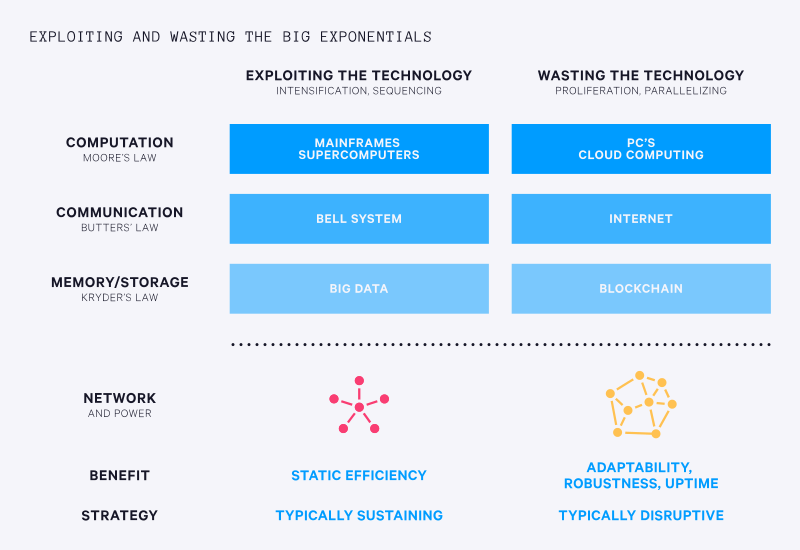 EXPLOITING AND WASTING THE BIG EXPONENTIALS
EXPLOITING THE TECHNOLOGY
INTENSIFICATION, SEQUENCING
WASTING THE TECHNOLOGY
PROLIFERATION, PARALLELIZING
COMPUTATION
MOORE'S LAW
MAINFRAMES
SUPERCOMPUTERS
PC'S
CLOUD COMPUTING
COMMUNICATION
BUTTERS' LAW
BELL SYSTEM
INTERNET
MEMORY/STORAGE
KRYDER'S LAW
BIG DATA
BLOCKCHAIN
NETWORK
AND POWER
BENEFIT
STATIC EFFICIENCY
ADAPTABILITY,
ROBUSTNESS, UPTIME
STRATEGY
TYPICALLY SUSTAINING
TYPICALLY DISRUPTIVE